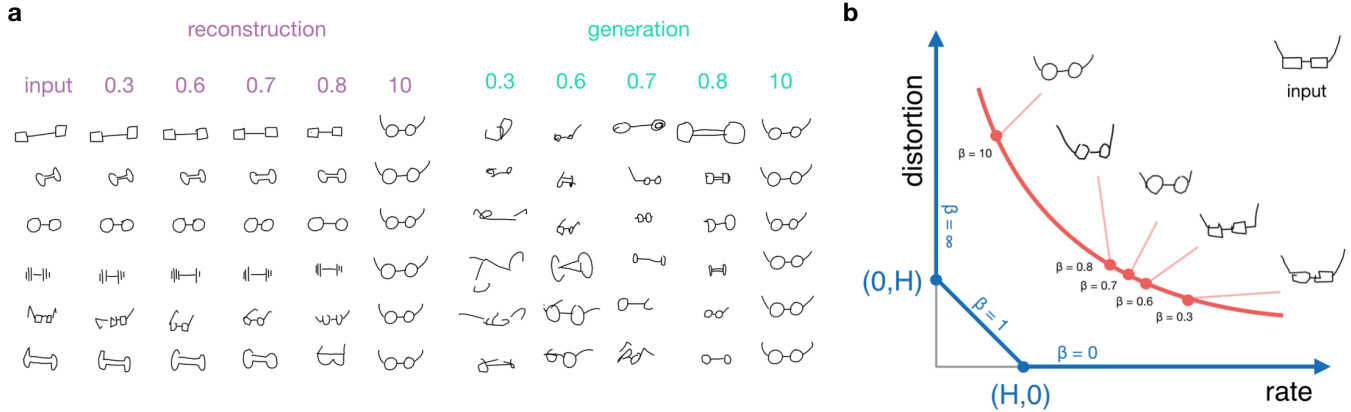 a
reconstruction
generation
input 0.3 0.6 0.7 0.8 10
0.3 0.6 0.7 0.8 10
b
distortion
input
β = 10
β = ∞
β = 0.8
β = 0.7
β = 0.6
β = 0.3
(0,H)
β = 1
β = 0
(H,0)
rate